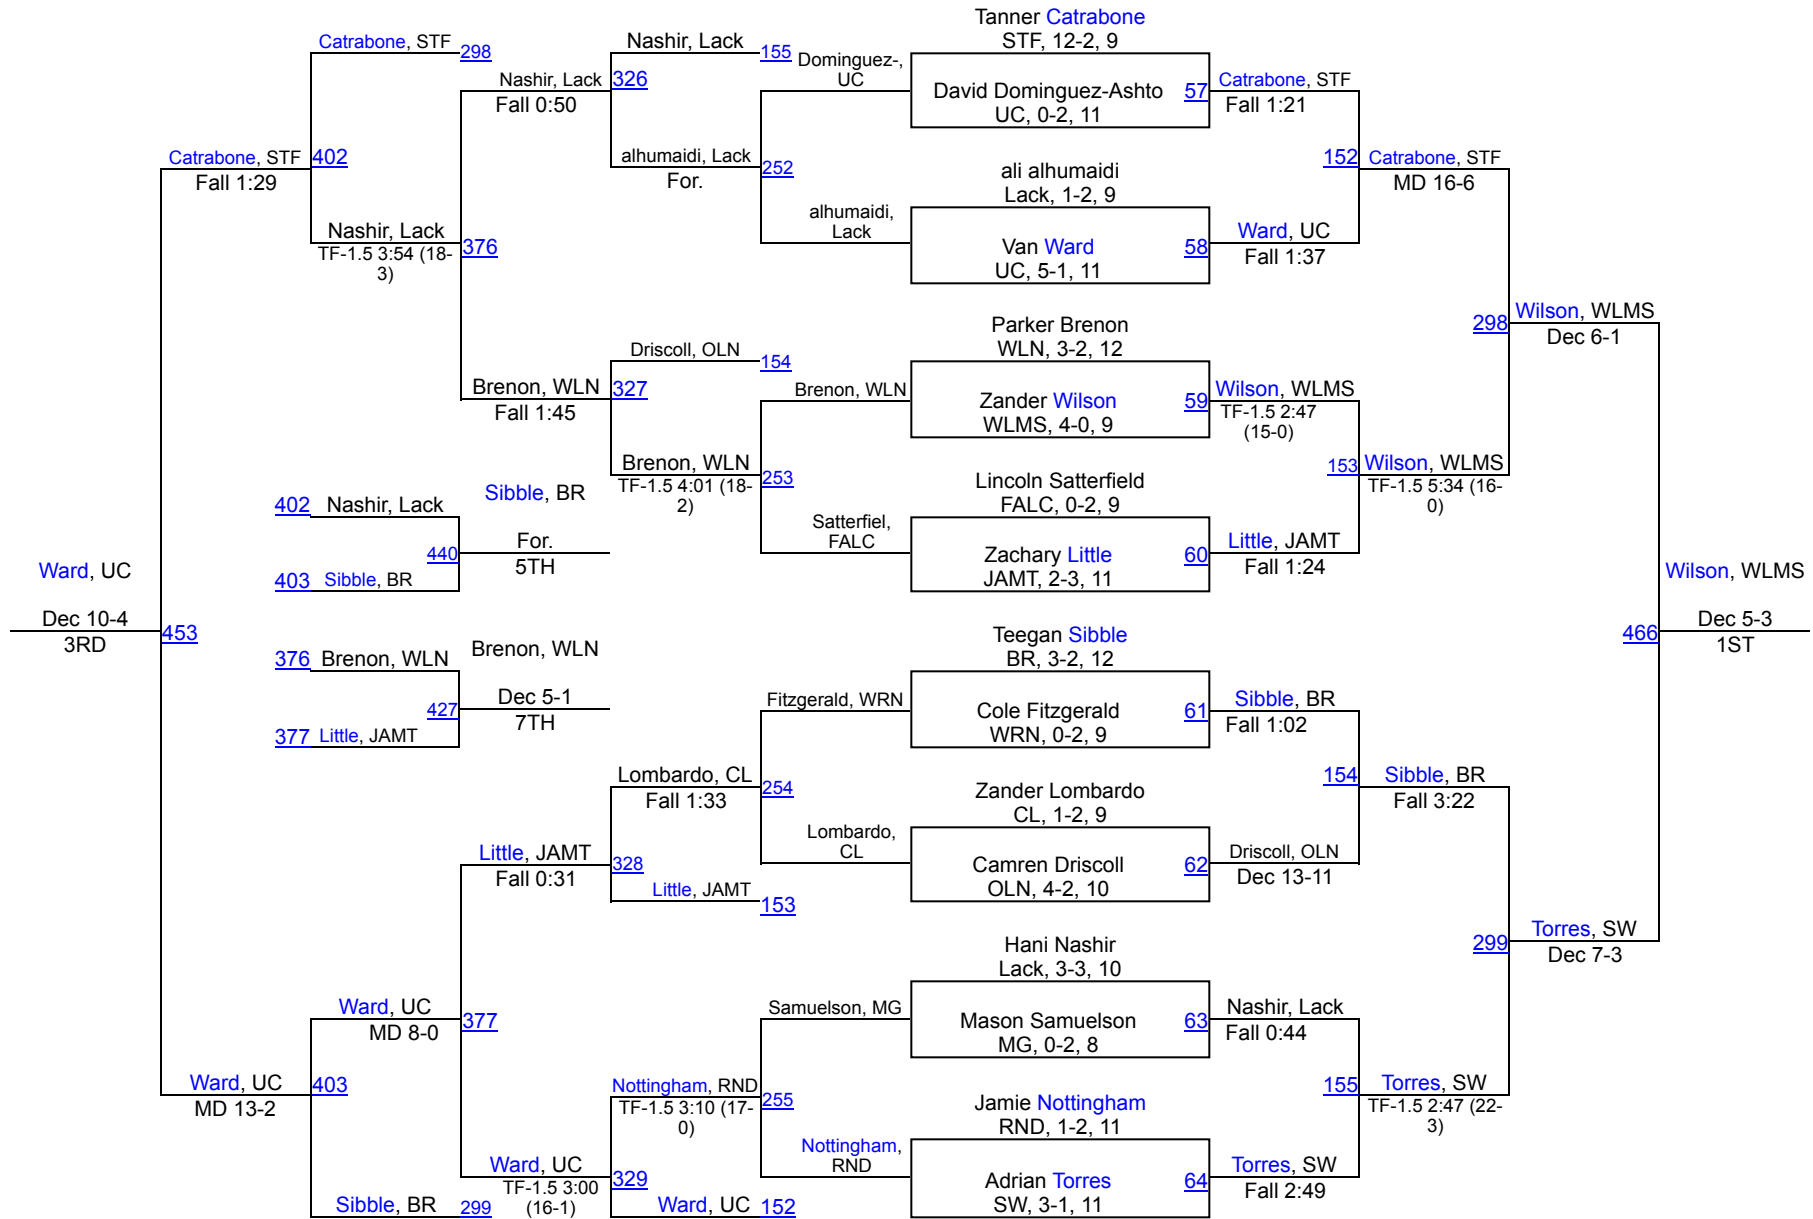 Tanner Catrabone
STF, 12-2, 9
David Dominguez-Ashto
UC, 0-2, 11
57
ali alhumaidi
Lack, 1-2, 9
Van Ward
UC, 5-1, 11
58
Parker Brenon
WLN, 3-2, 12
Zander Wilson
WLMS, 4-0, 9
59
Lincoln Satterfield
FALC, 0-2, 9
Zachary Little
JAMT, 2-3, 11
60
Teegan Sibble
BR, 3-2, 12
Cole Fitzgerald
WRN, 0-2, 9
61
Zander Lombardo
CL, 1-2, 9
Camren Driscoll
OLN, 4-2, 10
62
Hani Nashir
Lack, 3-3, 10
Mason Samuelson
MG, 0-2, 8
63
Jamie Nottingham
RND, 1-2, 11
Adrian Torres
SW, 3-1, 11
64
Catrabone, STF
Fall 1:21
152
Ward, UC
Fall 1:37
Wilson, WLMS
TF-1.5 2:47
(15-0)
153
Little, JAMT
Fall 1:24
Sibble, BR
Fall 1:02
154
Driscoll, OLN
Dec 13-11
Nashir, Lack
Fall 0:44
155
Torres, SW
Fall 2:49
Catrabone, STF
MD 16-6
298
Wilson, WLMS
TF-1.5 5:34 (16-
0)
Sibble, BR
Fall 3:22
299
Torres, SW
TF-1.5 2:47 (22-
3)
Wilson, WLMS
Dec 6-1
466
Torres, SW
Dec 7-3
Wilson, WLMS
Dec 5-3
1ST
Dominguez-,
UC
252
alhumaidi,
Lack
Brenon, WLN
253
Satterfiel,
FALC
Fitzgerald, WRN
254
Lombardo,
CL
Samuelson, MG
255
Nottingham,
RND
Nashir, Lack
155
326
alhumaidi, Lack
For.
Driscoll, OLN
154
327
Brenon, WLN
TF-1.5 4:01 (18-
2)
Lombardo, CL
Fall 1:33
328
Little, JAMT
153
Nottingham, RND
TF-1.5 3:10 (17-
0)
329
Ward, UC
152
Nashir, Lack
Fall 0:50
376
Brenon, WLN
Fall 1:45
Little, JAMT
Fall 0:31
377
Ward, UC
TF-1.5 3:00
(16-1)
Catrabone, STF
298
402
Nashir, Lack
TF-1.5 3:54 (18-
3)
Ward, UC
MD 8-0
403
Sibble, BR
299
Catrabone, STF
Fall 1:29
453
Ward, UC
MD 13-2
Ward, UC
Dec 10-4
3RD
402
Nashir, Lack
440
403
Sibble, BR
Sibble, BR
For.
5TH
376
Brenon, WLN
427
377
Little, JAMT
Brenon, WLN
Dec 5-1
7TH